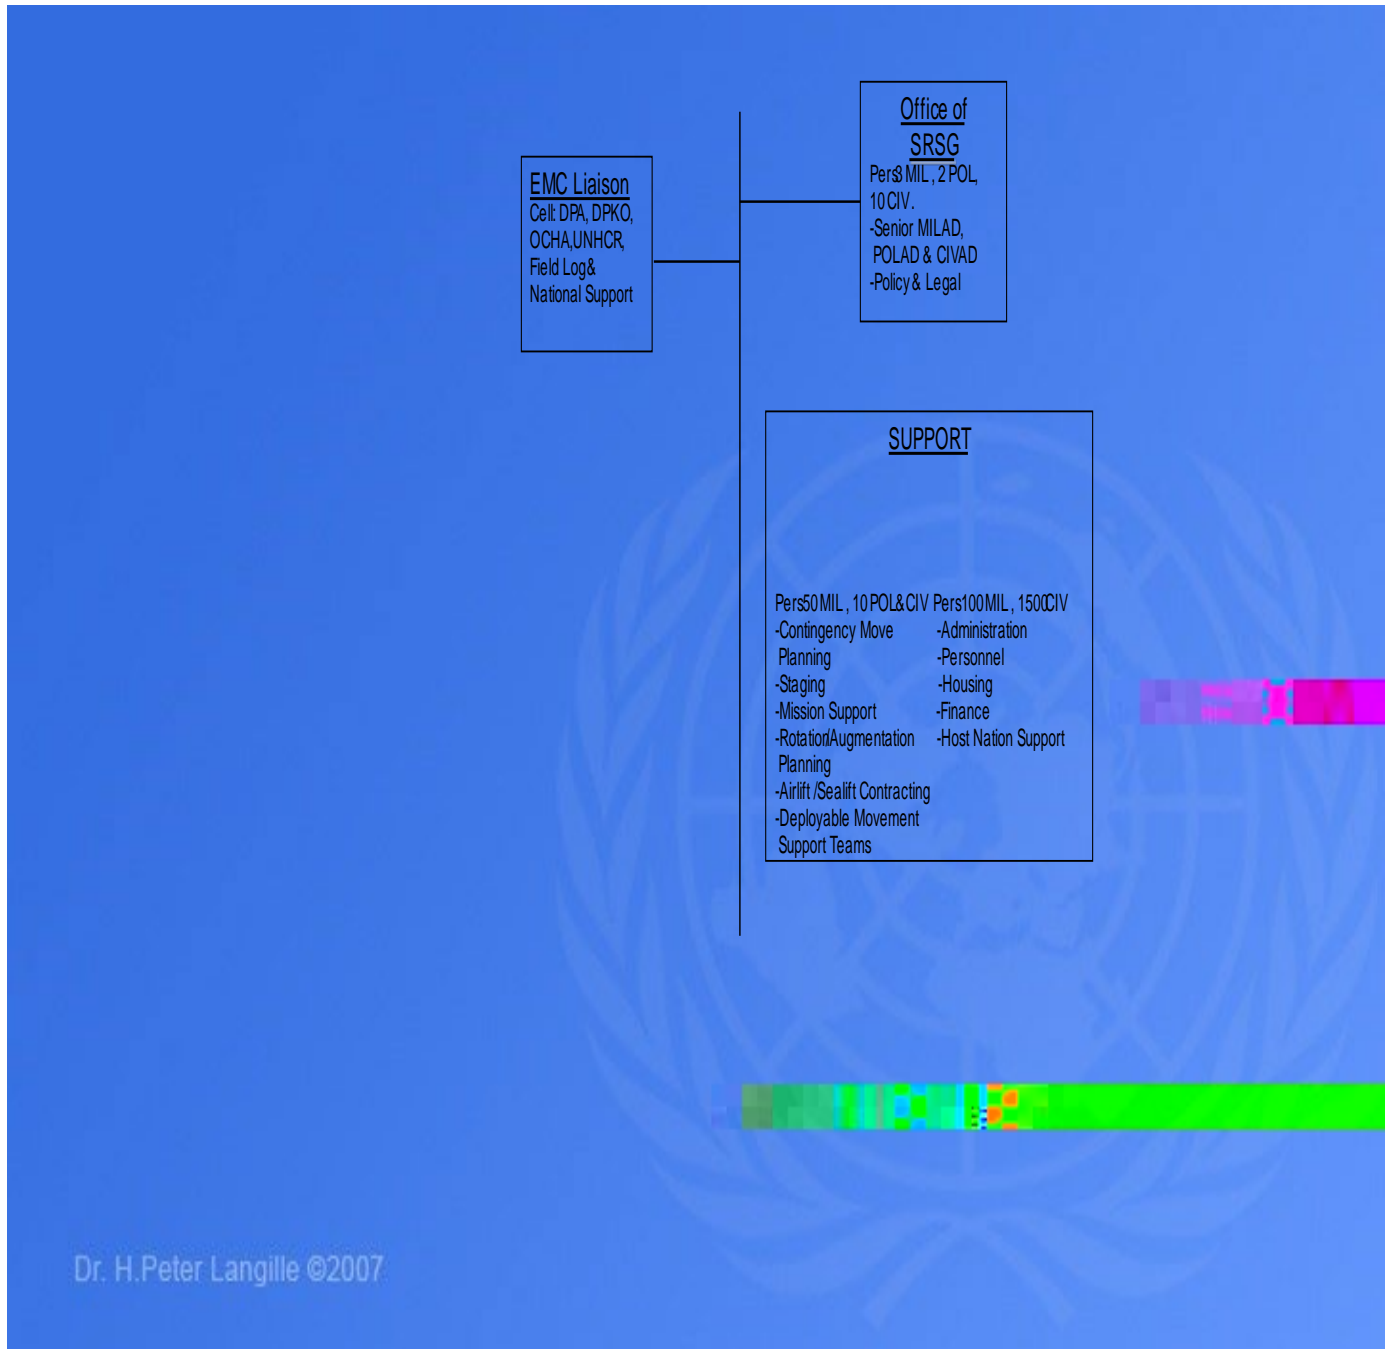 Office of
SRSG
Pers3 MIL , 2 POL,
10 CIV.
-Senior MILAD,
POLAD & CIVAD
-Policy & Legal
EMC Liaison
Cell: DPA, DPKO,
OCHA,UNHCR,
Field Log &
National Support
SUPPORT
Pers50 MIL , 10 POL&CIV
-Contingency Move
Planning
-Staging
-Mission Support
-Rotation/Augmentation
Planning
-Airlift /Sealift Contracting
-Deployable Movement
Support Teams
Pers100 MIL , 1500CIV
-Administration
-Personnel
-Housing
-Finance
-Host Nation Support
Dr. H.Peter Langille ©2007